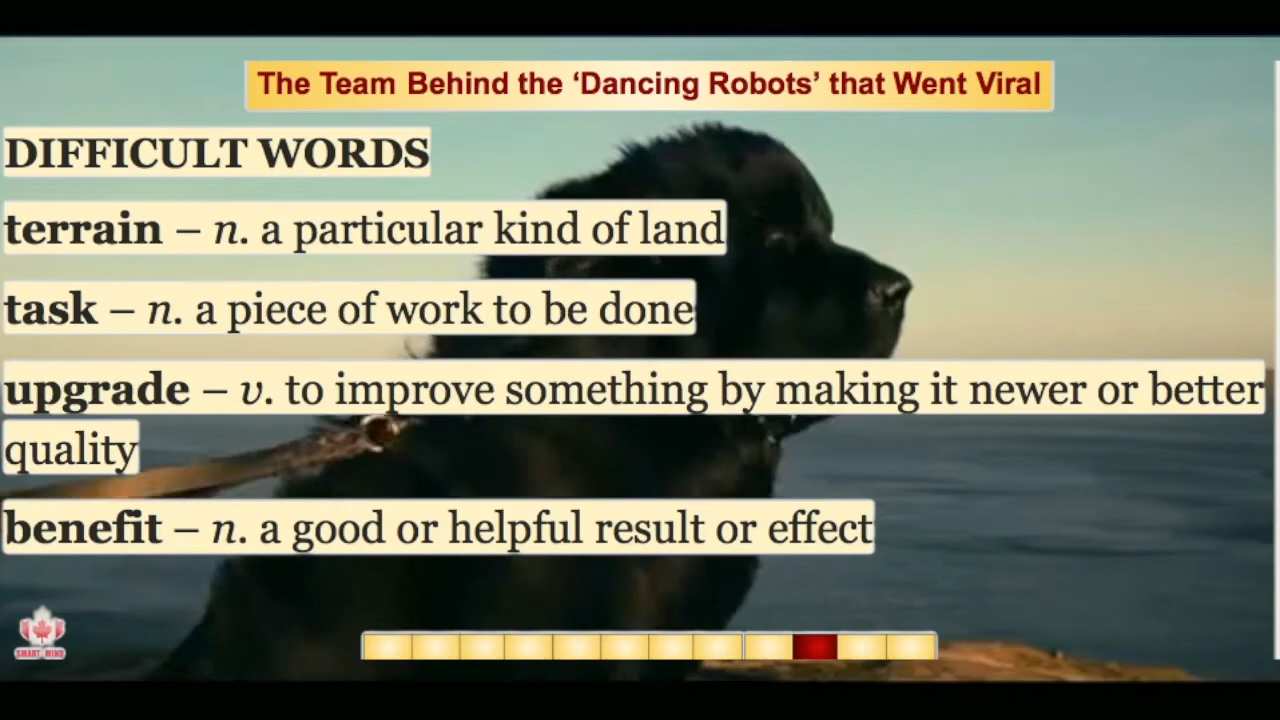 The Team Behind the ‘Dancing Robots’ that Went Viral
DIFFICULT WORDS
terrain – n. a particular kind of land
task – n. a piece of work to be done
upgrade – v. to improve something by making it newer or better
quality
benefit – n. a good or helpful result or effect
SMART MIND